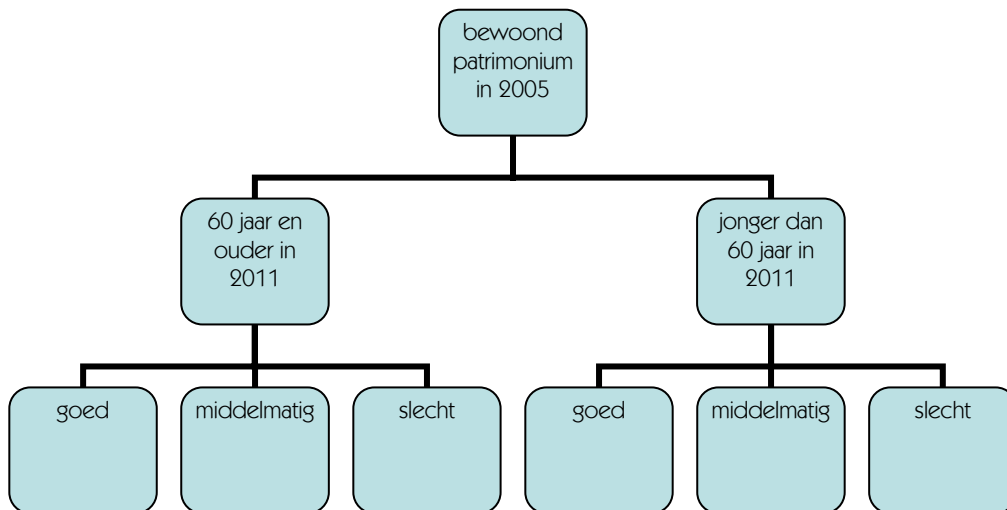 bewoond
patrimonium
in 2005
60 jaar en
ouder in
2011
jonger dan
60 jaar in
2011
goed
middelmatig
slecht
goed
middelmatig
slecht